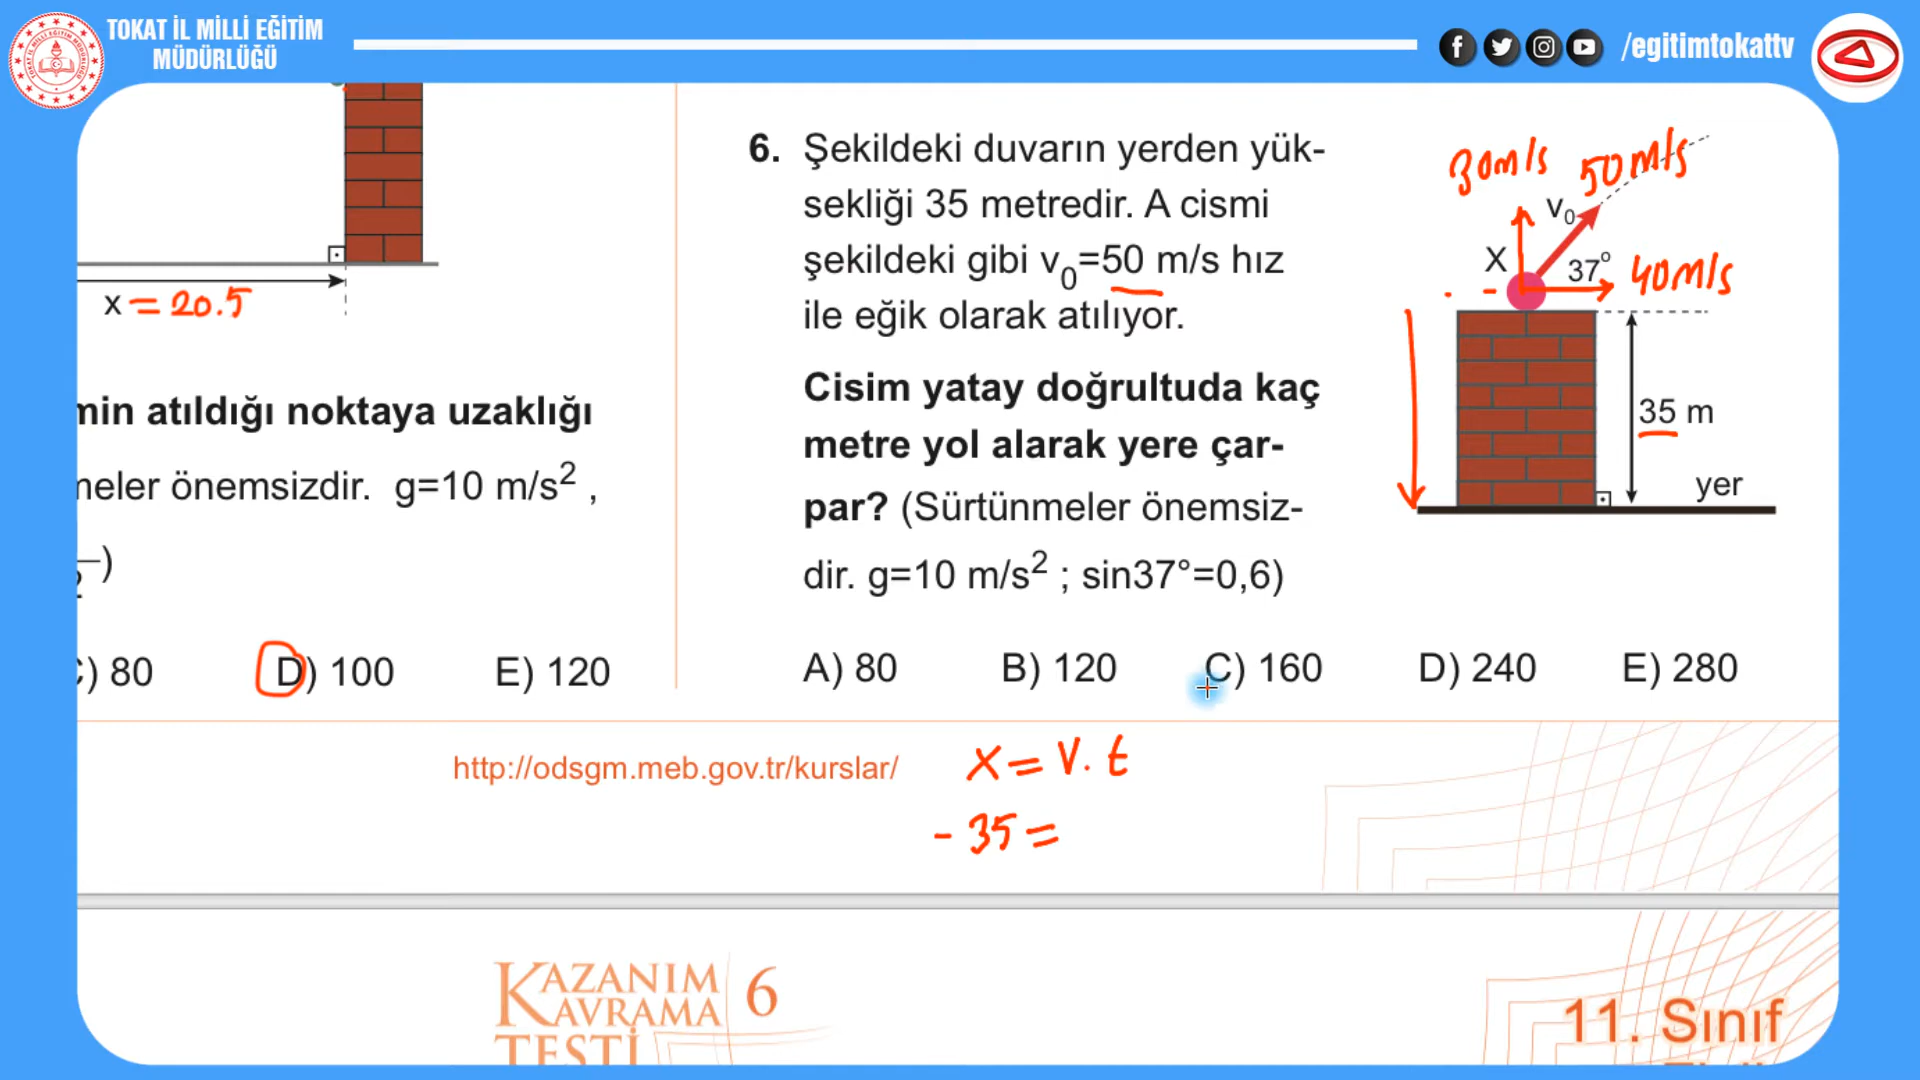 TOKAT İL MİLLİ EĞİTİM
MÜDÜRLÜĞÜ
/egitimtokattv
x = 20.5
min atıldığı noktaya uzaklığı
meler önemsizdir. g=10 m/s² ,
) 80
D) 100
E) 120
6. Şekildeki duvarın yerden yük-
sekliği 35 metredir. A cismi
şekildeki gibi v₀=50 m/s hız
ile eğik olarak atılıyor.
Cisim yatay doğrultuda kaç
metre yol alarak yere çar-
par? (Sürtünmeler önemsiz-
dir. g=10 m/s² ; sin37°=0,6)
30m/s
50m/s
v₀
X
37°
40m/s
35 m
yer
A) 80
B) 120
C) 160
D) 240
E) 280
http://odsgm.meb.gov.tr/kurslar/
x = V. t
- 35 =
KAZANIM
KAVRAMA
TESTİ
6
11. Sınıf